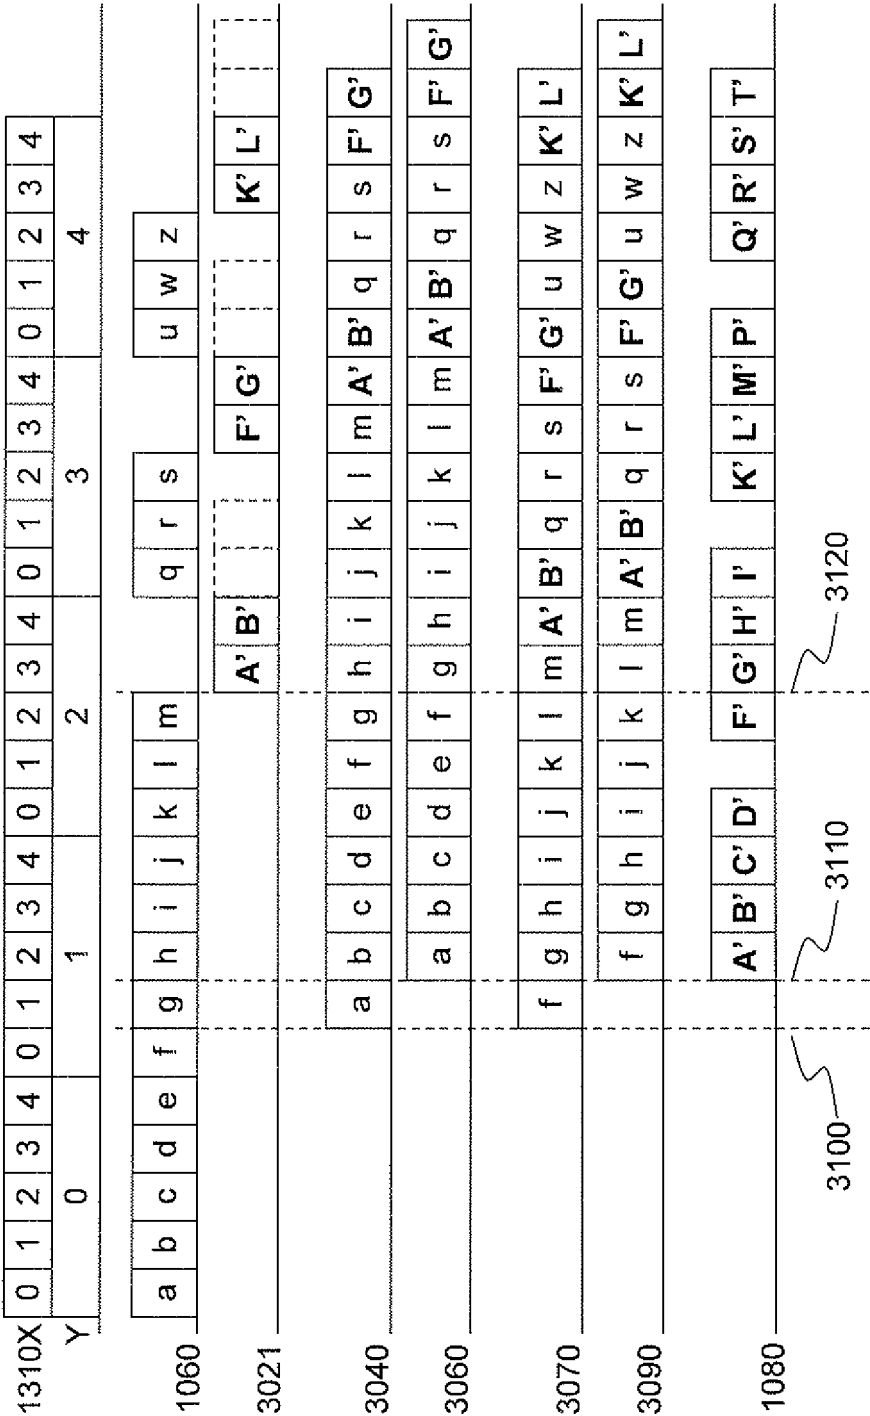 1310X 0 1 2 3 4 0 1 2 3 4 0 1 2 3 4 0 1 2 3 4 0 1 2 3 4
Y 0 1 2 3 4
1060 a b c d e f g h i j k l m q r s u w z
3021 A' B' F' G' K' L'
3040 a b c d e f g h i j k l m A' B' q r s F' G'
3060 a b c d e f g h i j k l m A' B' q r s F' G'
3070 f g h i j k l m A' B' q r s F' G' u w z K' L'
3090 f g h i j k l m A' B' q r s F' G' u w z K' L'
1080 A' B' C' D' F' G' H' I' K' L' M' P' Q' R' S' T'
3100 3110 3120